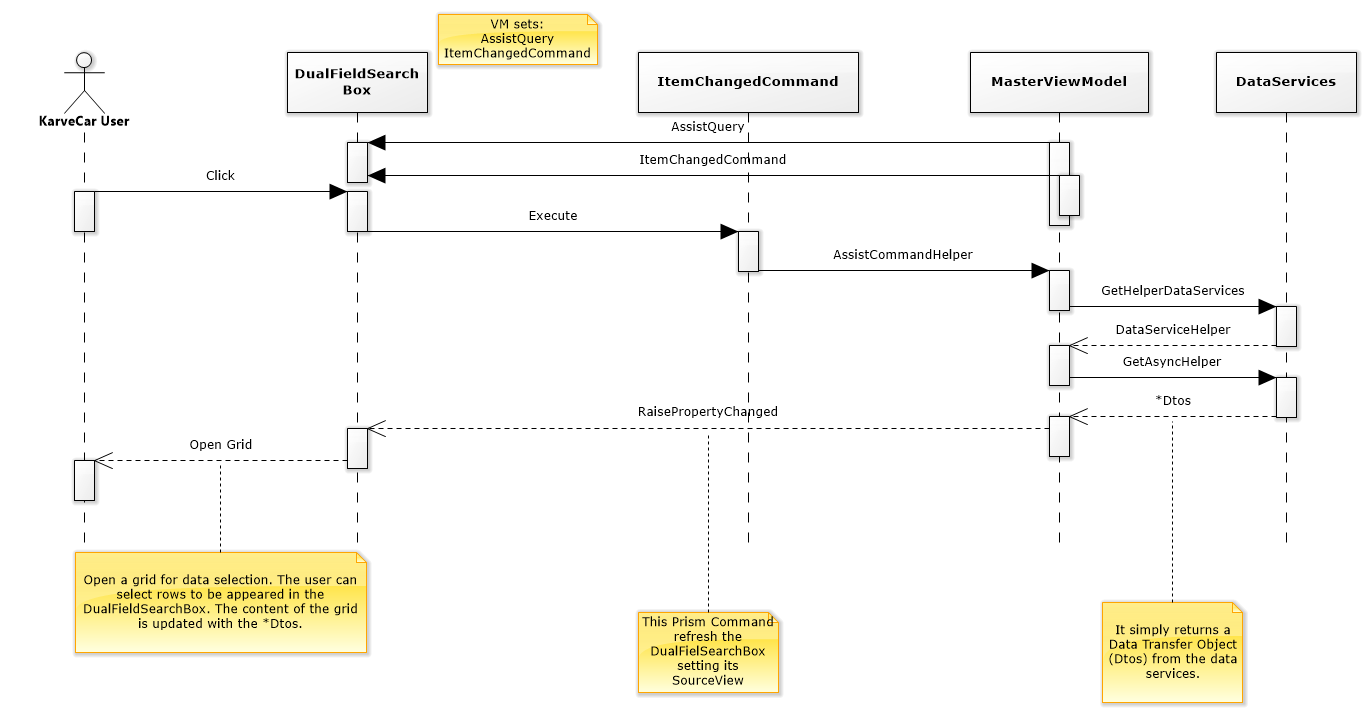 VM sets:
AssistQuery
ItemChangedCommand
KarveCar User
DualFieldSearch
Box
ItemChangedCommand
MasterViewModel
DataServices
AssistQuery
ItemChangedCommand
Click
Execute
AssistCommandHelper
GetHelperDataServices
DataServiceHelper
GetAsyncHelper
*Dtos
RaisePropertyChanged
Open Grid
Open a grid for data selection. The user can
select rows to be appeared in the
DualFieldSearchBox. The content of the grid
is updated with the *Dtos.
This Prism Command
refresh the
DualFielSearchBox
setting its
SourceView
It simply returns a
Data Transfer Object
(Dtos) from the data
services.